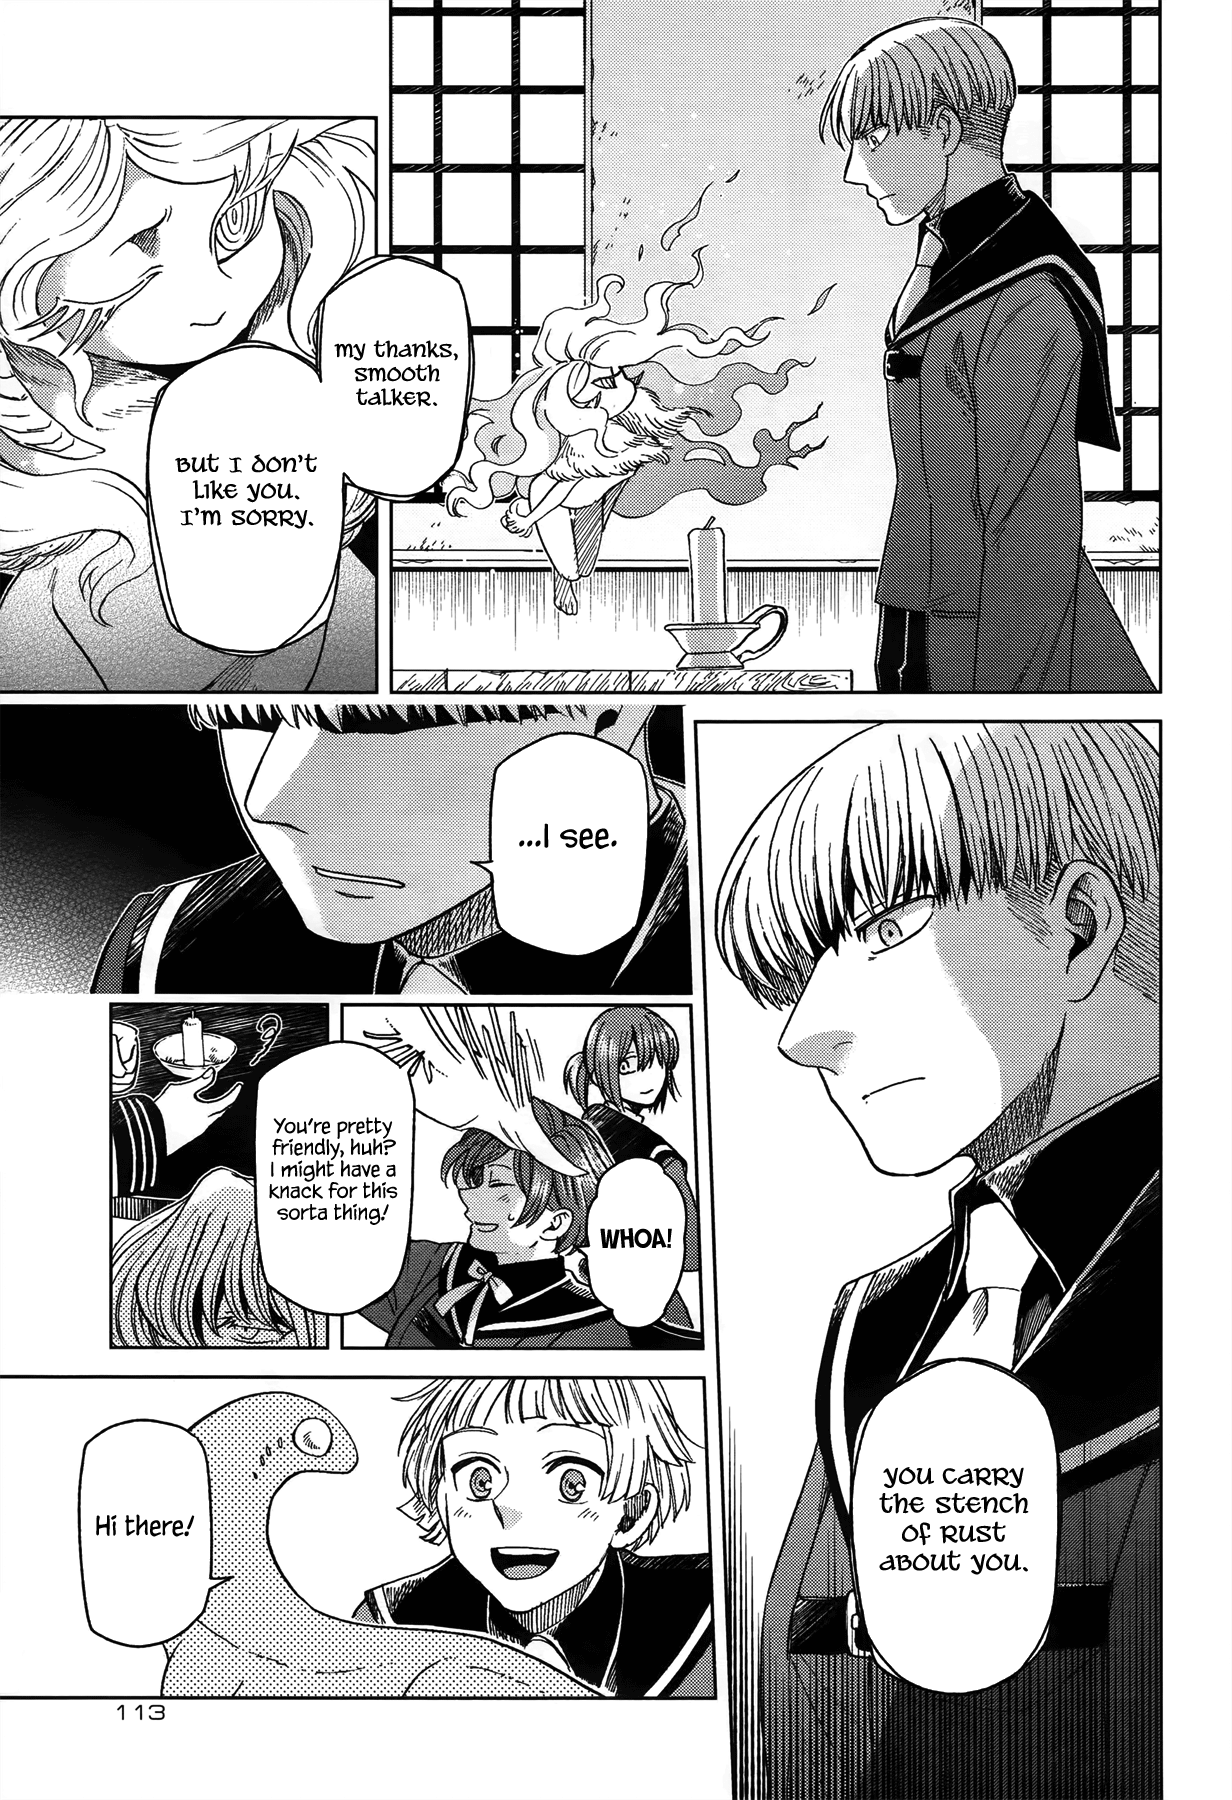 my thanks,
smooth
talker.
But I don't
like you.
I'm sorry.
you carry
the stench
of rust
about you.
...I see.
WHOA!
You're pretty
friendly, huh?
I might have a
knack for this
sorta thing!
Hi there!
113